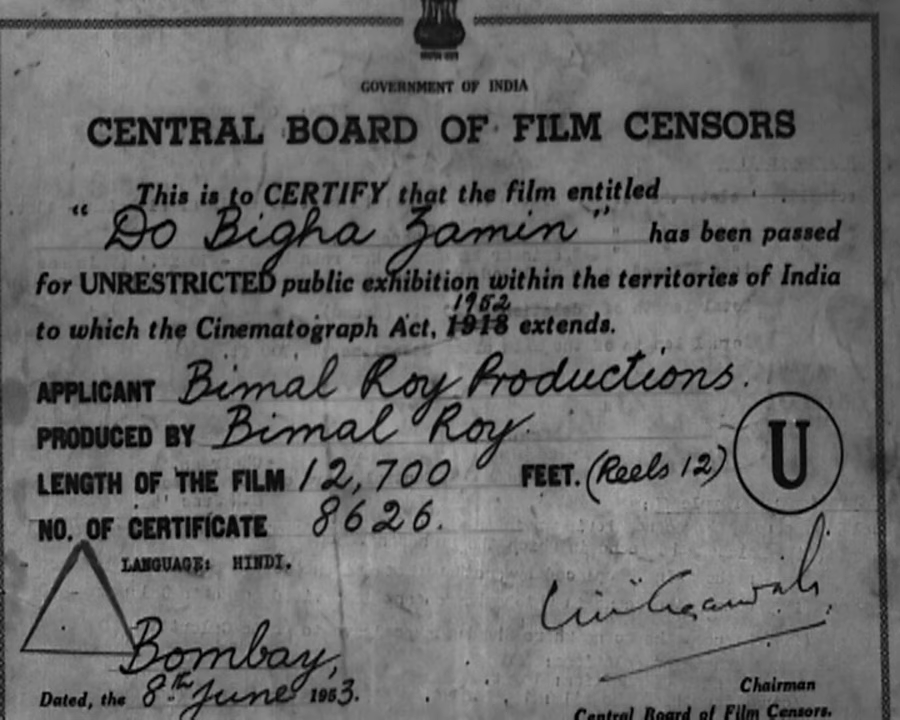 GOVERNMENT OF INDIA
CENTRAL BOARD OF FILM CENSORS
This is to CERTIFY that the film entitled
"Do Bigha Zamin" has been passed
for UNRESTRICTED public exhibition within the territories of India
1952
to which the Cinematograph Act, 1918 extends.
APPLICANT Bimal Roy Productions.
PRODUCED BY Bimal Roy.
LENGTH OF THE FILM 12,700 FEET. (Reels 12)
U
NO. OF CERTIFICATE 8626.
LANGUAGE: HINDI.
Bombay,
Dated, the 8th June 1953.
Chairman
Central Board of Film Censors.